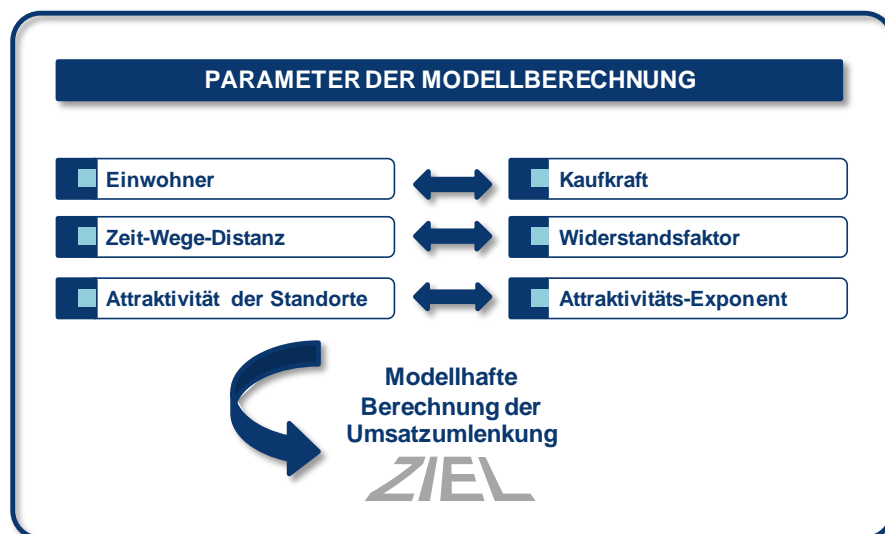 PARAMETER DER MODELLBERECHNUNG
Einwohner
Kaufkraft
Zeit-Wege-Distanz
Widerstandsfaktor
Attraktivität der Standorte
Attraktivitäts-Exponent
Modellhafte
Berechnung der
Umsatzumlenkung
ZIEL